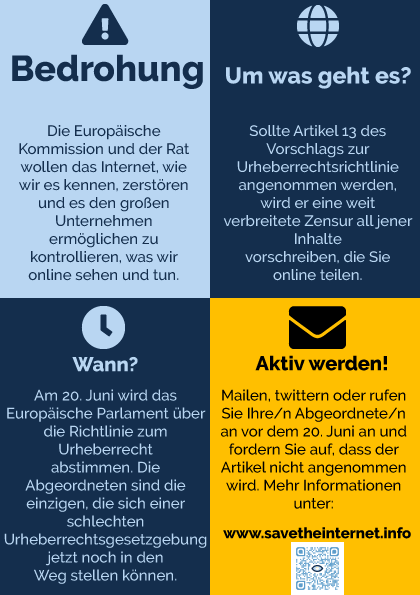 Bedrohung
Die Europäische
Kommission und der Rat
wollen das Internet, wie
wir es kennen, zerstören
und es den großen
Unternehmen
ermöglichen zu
kontrollieren, was wir
online sehen und tun.
Um was geht es?
Sollte Artikel 13 des
Vorschlags zur
Urheberrechtsrichtlinie
angenommen werden,
wird er eine weit
verbreitete Zensur all jener
Inhalte
vorschreiben, die Sie
online teilen.
Wann?
Am 20. Juni wird das
Europäische Parlament über
die Richtlinie zum
Urheberrecht
abstimmen. Die
Abgeordneten sind die
einzigen, die sich einer
schlechten
Urheberrechtsgesetzgebung
jetzt noch in den
Weg stellen können.
Aktiv werden!
Mailen, twittern oder rufen
Sie Ihre/n Abgeordnete/n
an vor dem 20. Juni an und
fordern Sie auf, dass der
Artikel nicht angenommen
wird. Mehr Informationen
unter:
www.savetheinternet.info